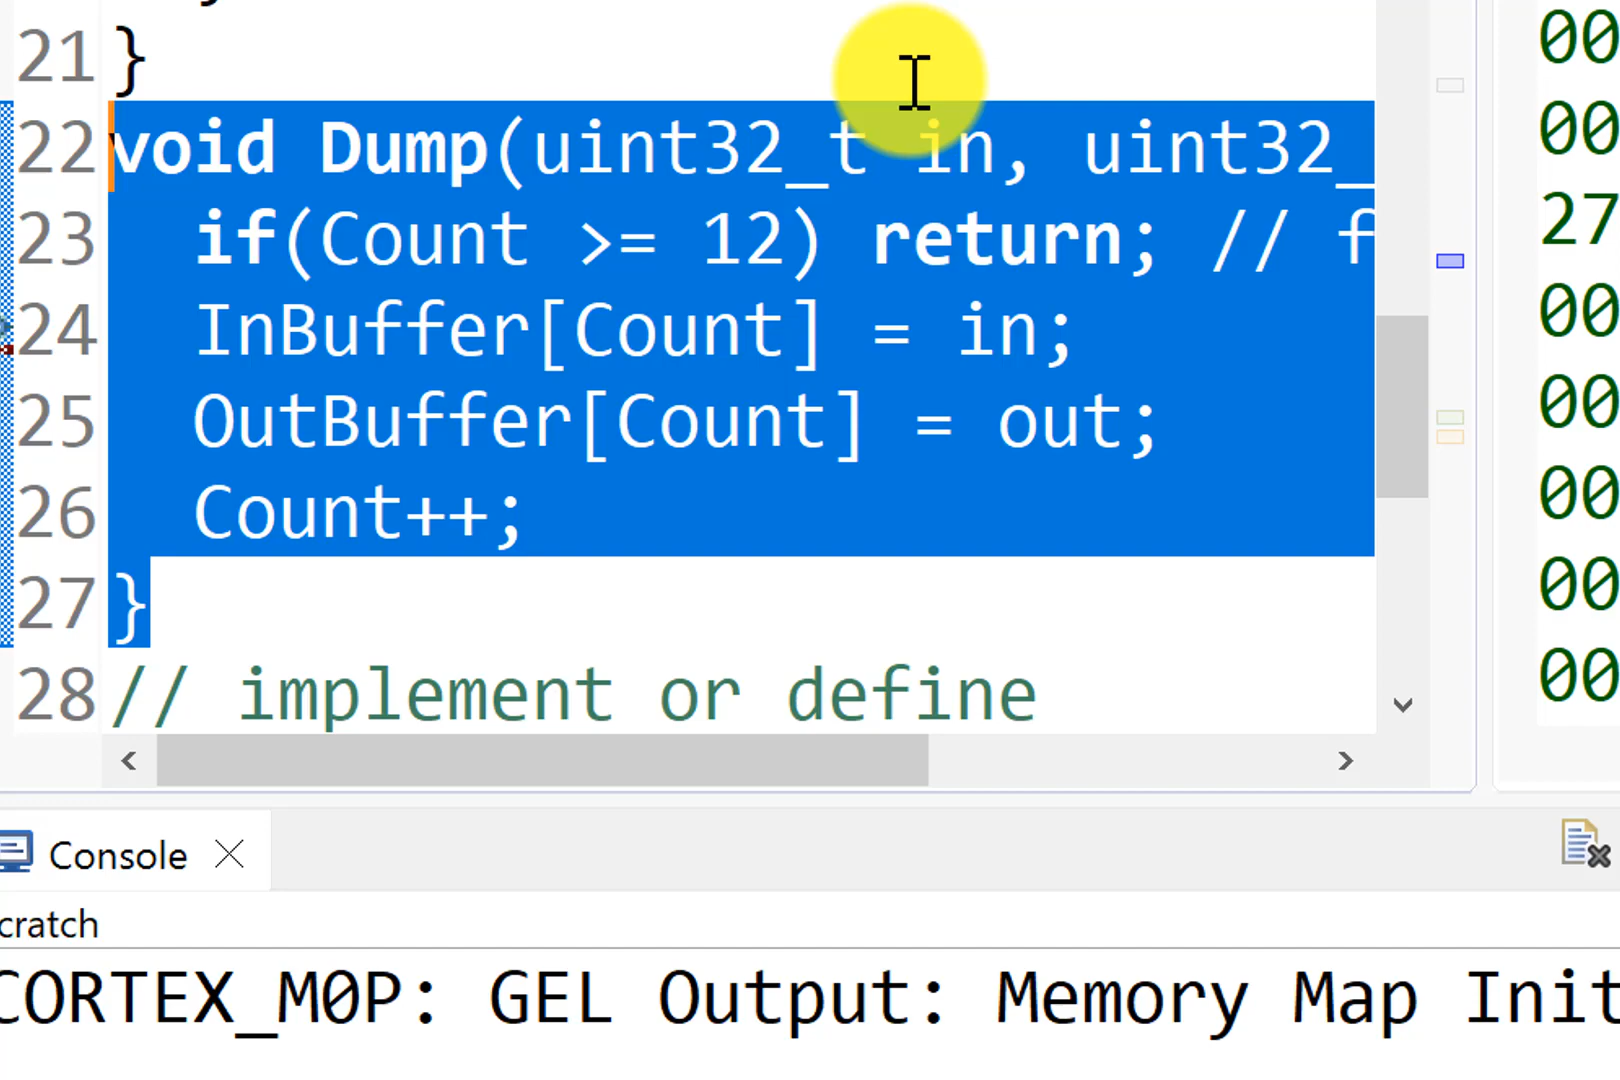 21 }
22 void Dump(uint32_t in, uint32_
23 if(Count >= 12) return; // f
24 InBuffer[Count] = in;
25 OutBuffer[Count] = out;
26 Count++;
27 }
28 // implement or define
00
00
27
00
00
00
00
00
Console
cratch
CORTEX_M0P: GEL Output: Memory Map Init